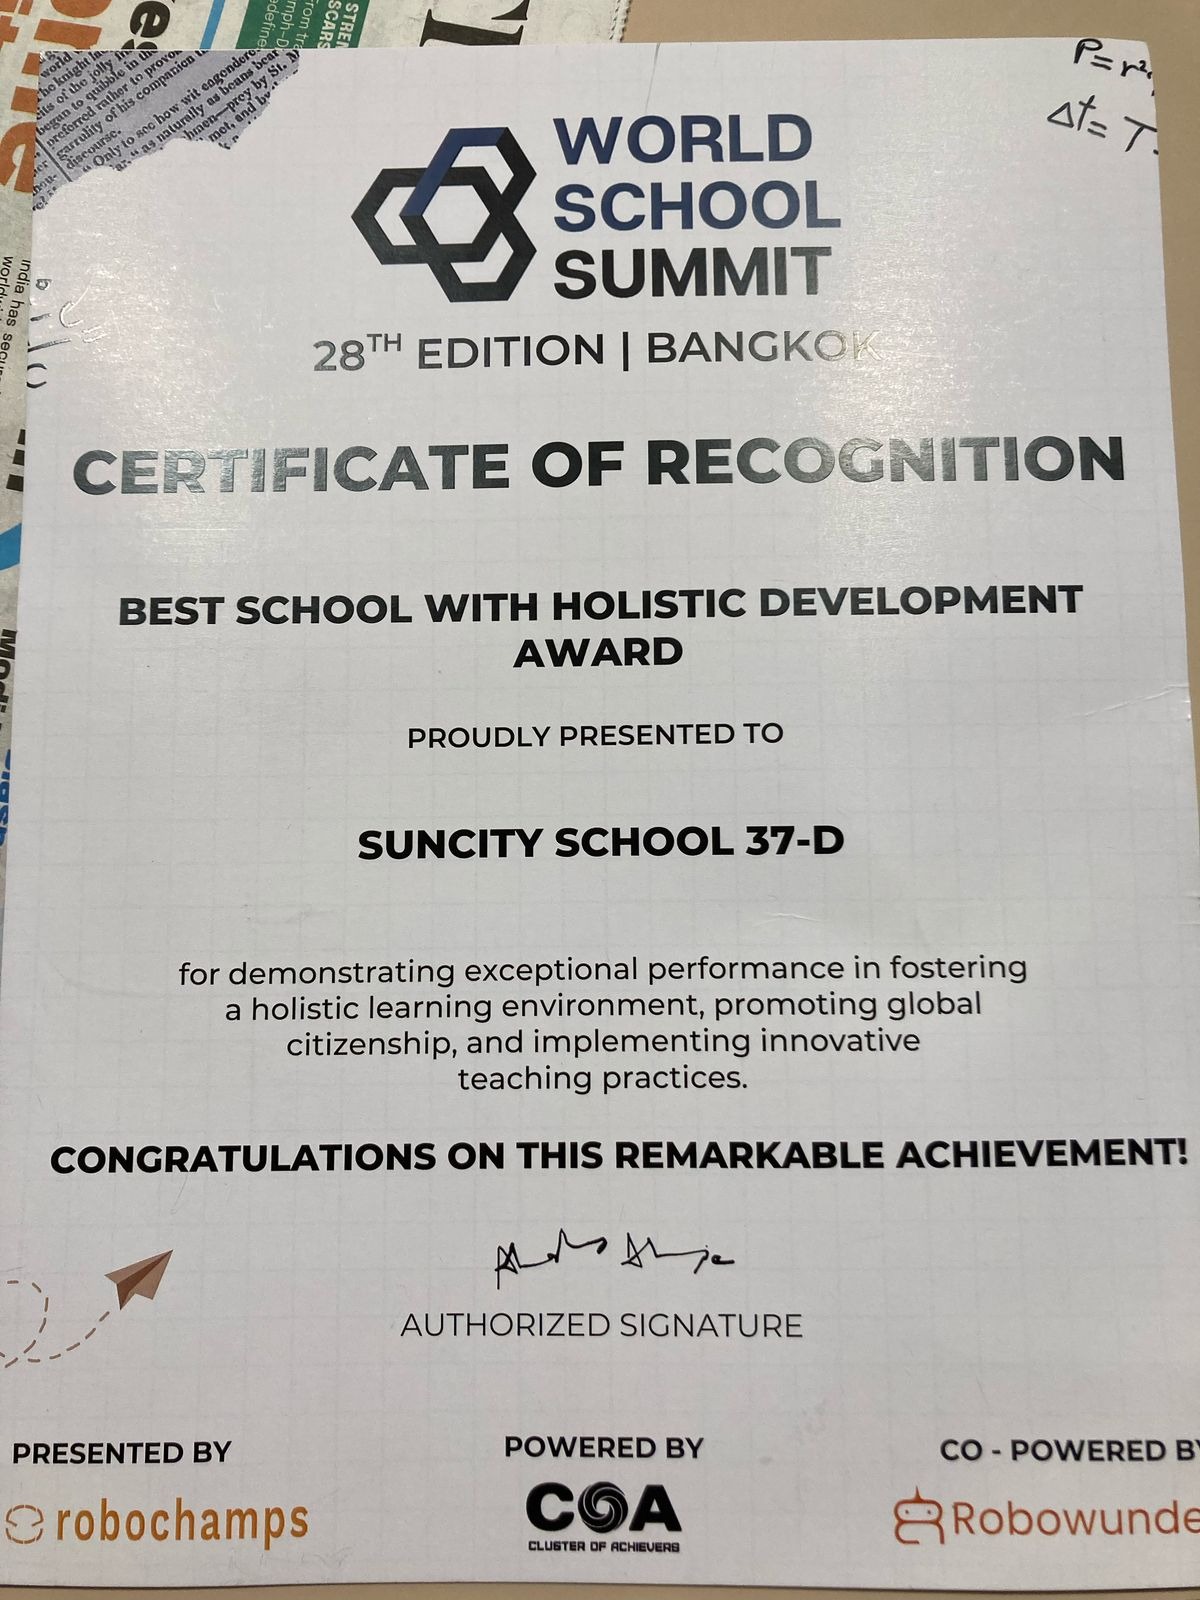 WORLD
SCHOOL
SUMMIT
28TH EDITION | BANGKOK
CERTIFICATE OF RECOGNITION
BEST SCHOOL WITH HOLISTIC DEVELOPMENT
AWARD
PROUDLY PRESENTED TO
SUNCITY SCHOOL 37-D
for demonstrating exceptional performance in fostering
a holistic learning environment, promoting global
citizenship, and implementing innovative
teaching practices.
CONGRATULATIONS ON THIS REMARKABLE ACHIEVEMENT!
AUTHORIZED SIGNATURE
PRESENTED BY
robochamps
POWERED BY
COA
CLUSTER OF ACHIEVERS
CO - POWERED BY
Robowunde
P= r²
Δt= T